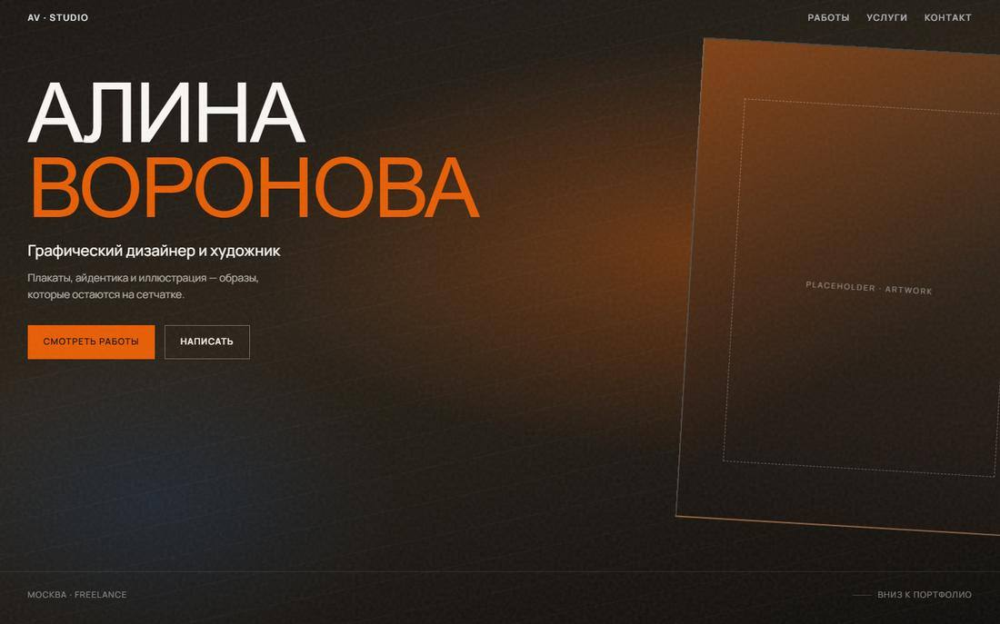 AV · STUDIO
РАБОТЫ УСЛУГИ КОНТАКТ
АЛИНА
ВОРОНОВА
Графический дизайнер и художник
Плакаты, айдентика и иллюстрация — образы,
которые остаются на сетчатке.
СМОТРЕТЬ РАБОТЫ
НАПИСАТЬ
PLACEHOLDER · ARTWORK
МОСКВА · FREELANCE
ВНИЗ К ПОРТФОЛИО